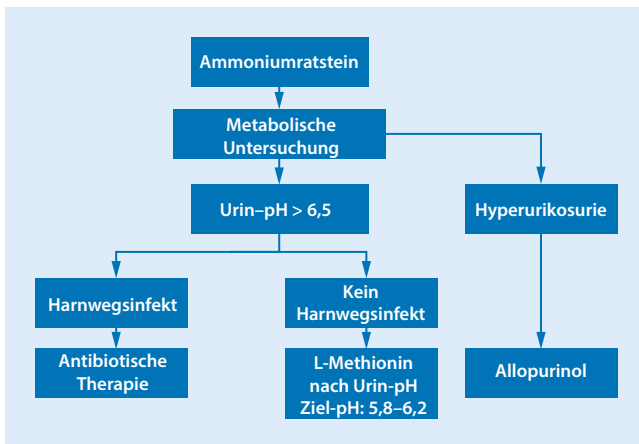 Ammoniumratstein
Metabolische
Untersuchung
Urin–pH > 6,5
Hyperurikosurie
Harnwegsinfekt
Kein
Harnwegsinfekt
Antibiotische
Therapie
L-Methionin
nach Urin-pH
Ziel-pH: 5,8–6,2
Allopurinol